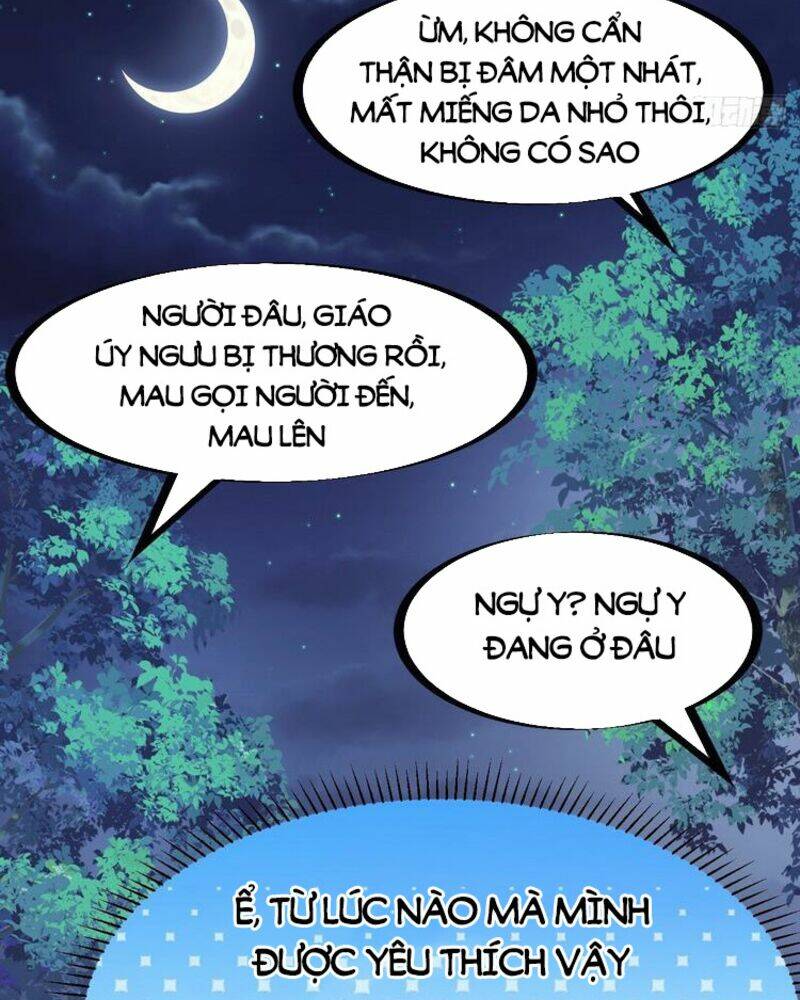 ỪM, KHÔNG CẨN
THẬN BỊ ĐÂM MỘT NHÁT,
MẤT MIẾNG DA NHỎ THÔI,
KHÔNG CÓ SAO
NGƯỜI ĐÂU, GIÁO
ÚY NGƯU BỊ THƯƠNG RỒI,
MAU GỌI NGƯỜI ĐẾN,
MAU LÊN
NGỰ Y? NGỰ Y
ĐANG Ở ĐÂU
Ể, TỪ LÚC NÀO MÀ MÌNH
ĐƯỢC YÊU THÍCH VẬY